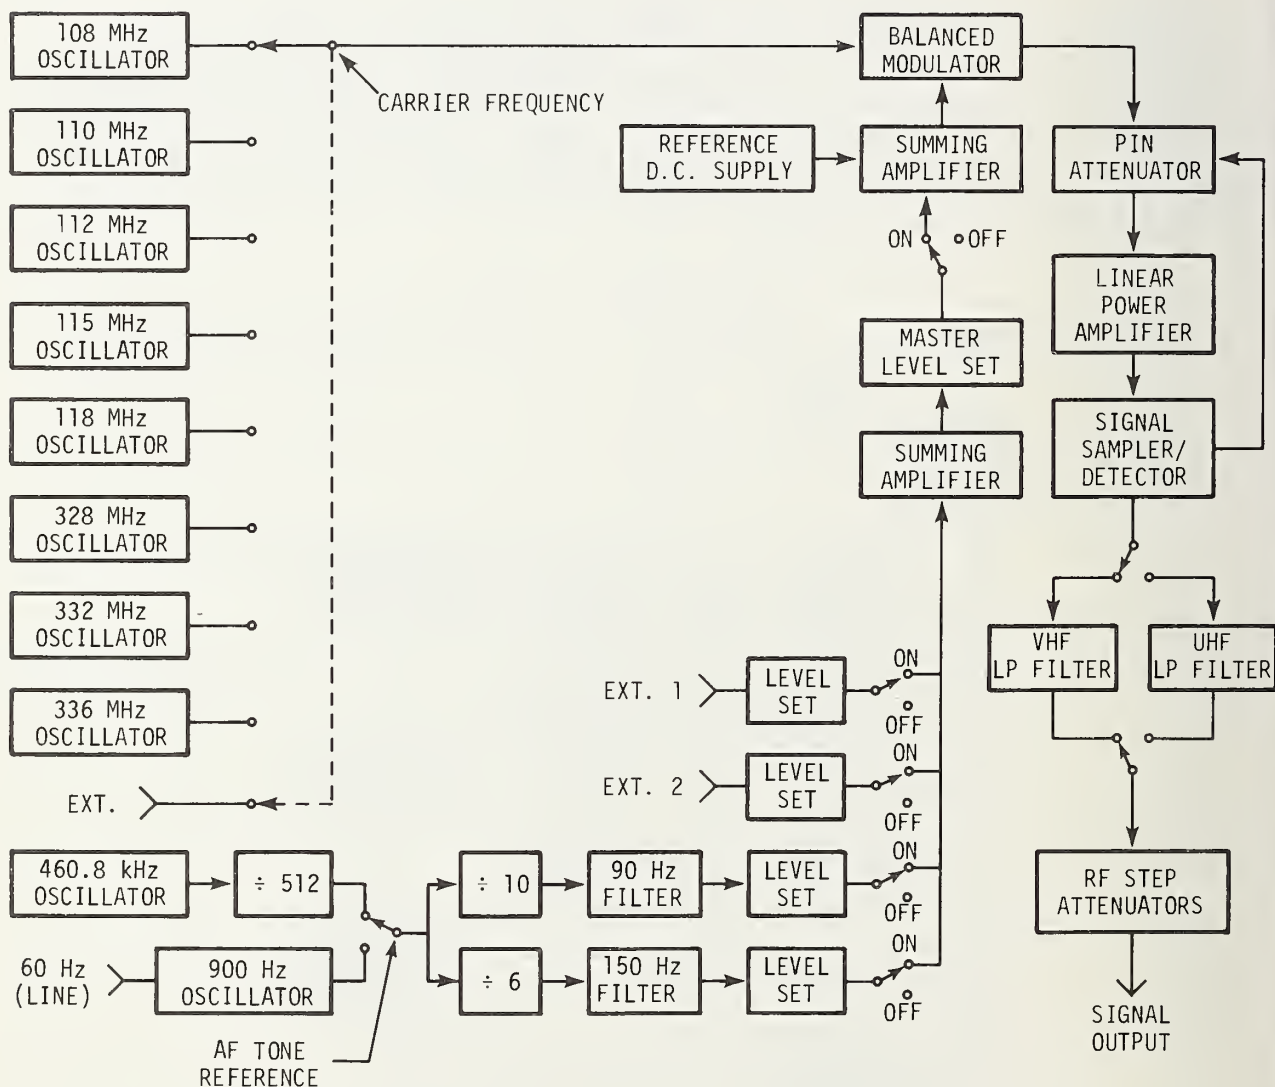 108 MHz
OSCILLATOR
CARRIER FREQUENCY
BALANCED
MODULATOR
110 MHz
OSCILLATOR
REFERENCE
D.C. SUPPLY
SUMMING
AMPLIFIER
PIN
ATTENUATOR
112 MHz
OSCILLATOR
ON
OFF
LINEAR
POWER
AMPLIFIER
115 MHz
OSCILLATOR
MASTER
LEVEL SET
118 MHz
OSCILLATOR
SUMMING
AMPLIFIER
SIGNAL
SAMPLER/
DETECTOR
328 MHz
OSCILLATOR
332 MHz
OSCILLATOR
VHF
LP FILTER
UHF
LP FILTER
336 MHz
OSCILLATOR
EXT. 1
LEVEL
SET
ON
OFF
EXT. 2
LEVEL
SET
ON
OFF
EXT.
460.8 kHz
OSCILLATOR
÷ 512
÷ 10
90 Hz
FILTER
LEVEL
SET
ON
OFF
RF STEP
ATTENUATORS
60 Hz
(LINE)
900 Hz
OSCILLATOR
÷ 6
150 Hz
FILTER
LEVEL
SET
ON
OFF
AF TONE
REFERENCE
SIGNAL
OUTPUT